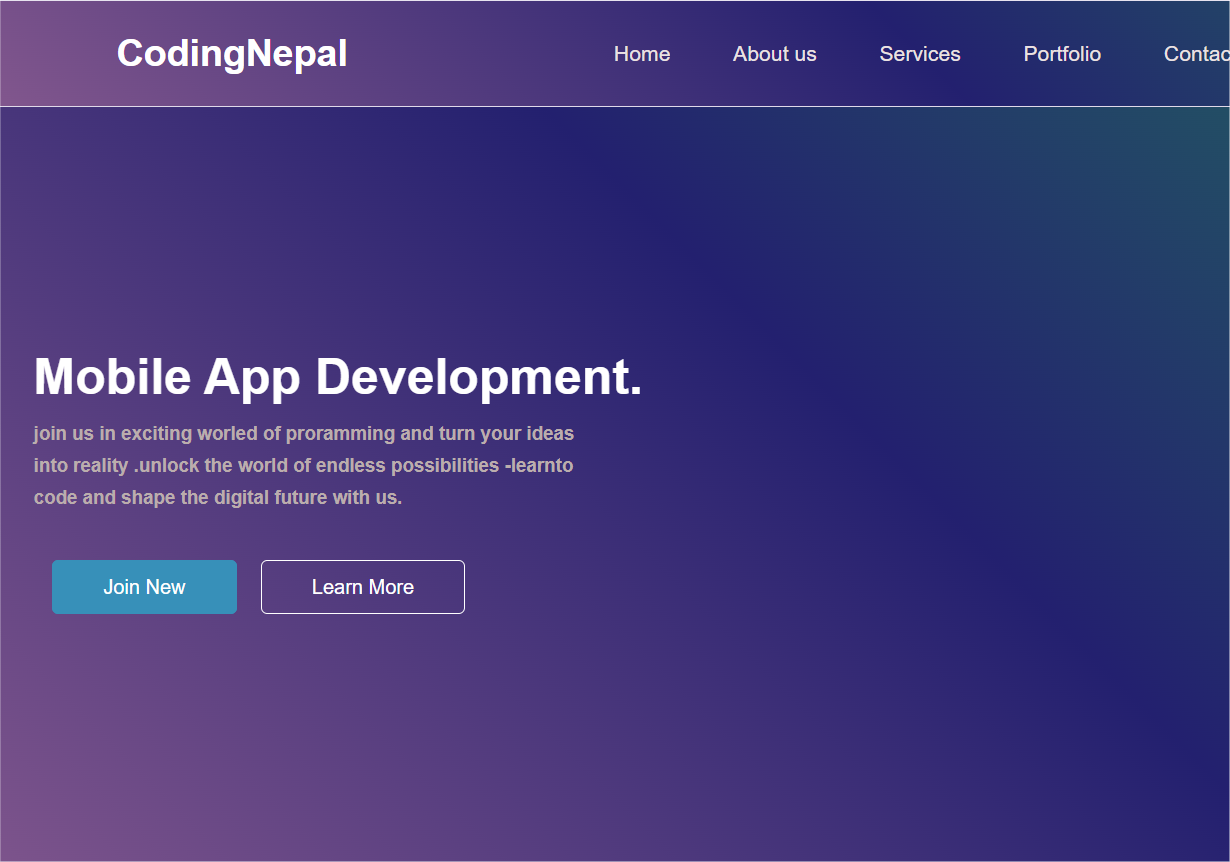 CodingNepal
Home About us Services Portfolio Contac
Mobile App Development.
join us in exciting worled of proramming and turn your ideas
into reality .unlock the world of endless possibilities -learnto
code and shape the digital future with us.
Join New Learn More